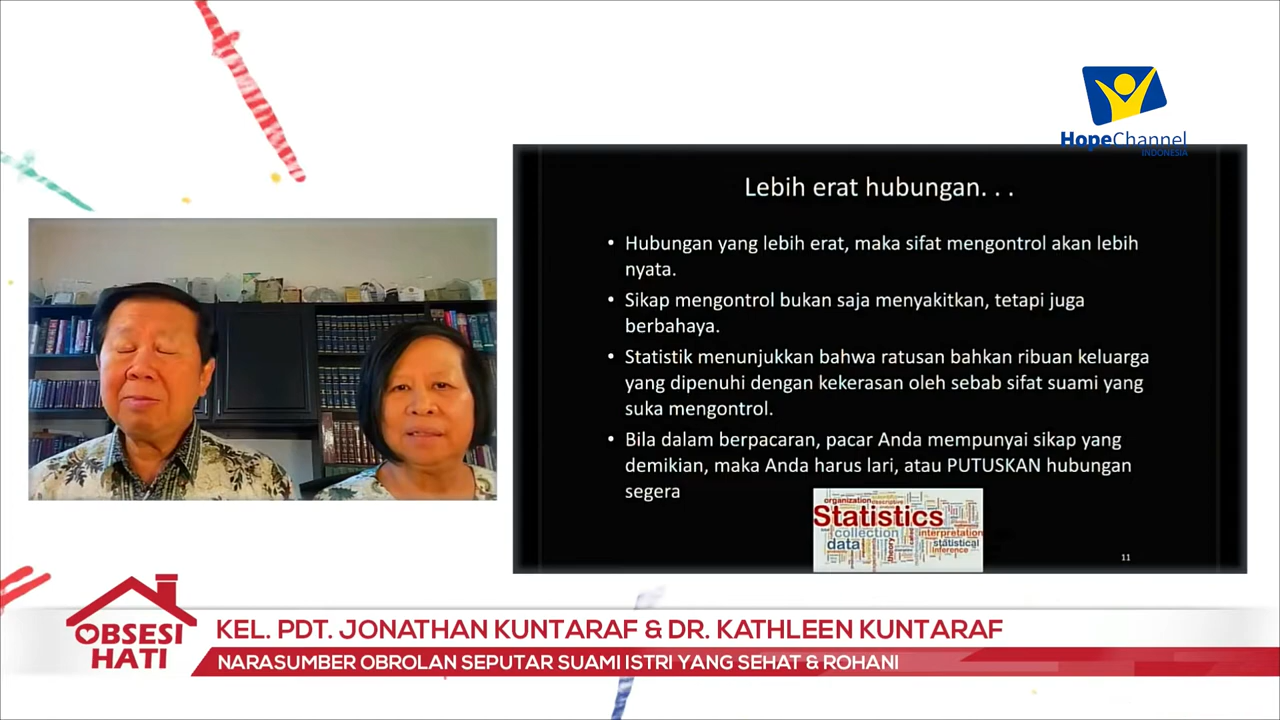 HopeChannel
INDONESIA
Lebih erat hubungan. . .
• Hubungan yang lebih erat, maka sifat mengontrol akan lebih
nyata.
• Sikap mengontrol bukan saja menyakitkan, tetapi juga
berbahaya.
• Statistik menunjukkan bahwa ratusan bahkan ribuan keluarga
yang dipenuhi dengan kekerasan oleh sebab sifat suami yang
suka mengontrol.
• Bila dalam berpacaran, pacar Anda mempunyai sikap yang
demikian, maka Anda harus lari, atau PUTUSKAN hubungan
segera
organization
Statistics
collection
interpretation
data
theory
statistical
inference
11
OBSESI
HATI
KEL. PDT. JONATHAN KUNTARAF & DR. KATHLEEN KUNTARAF
NARASUMBER OBROLAN SEPUTAR SUAMI ISTRI YANG SEHAT & ROHANI